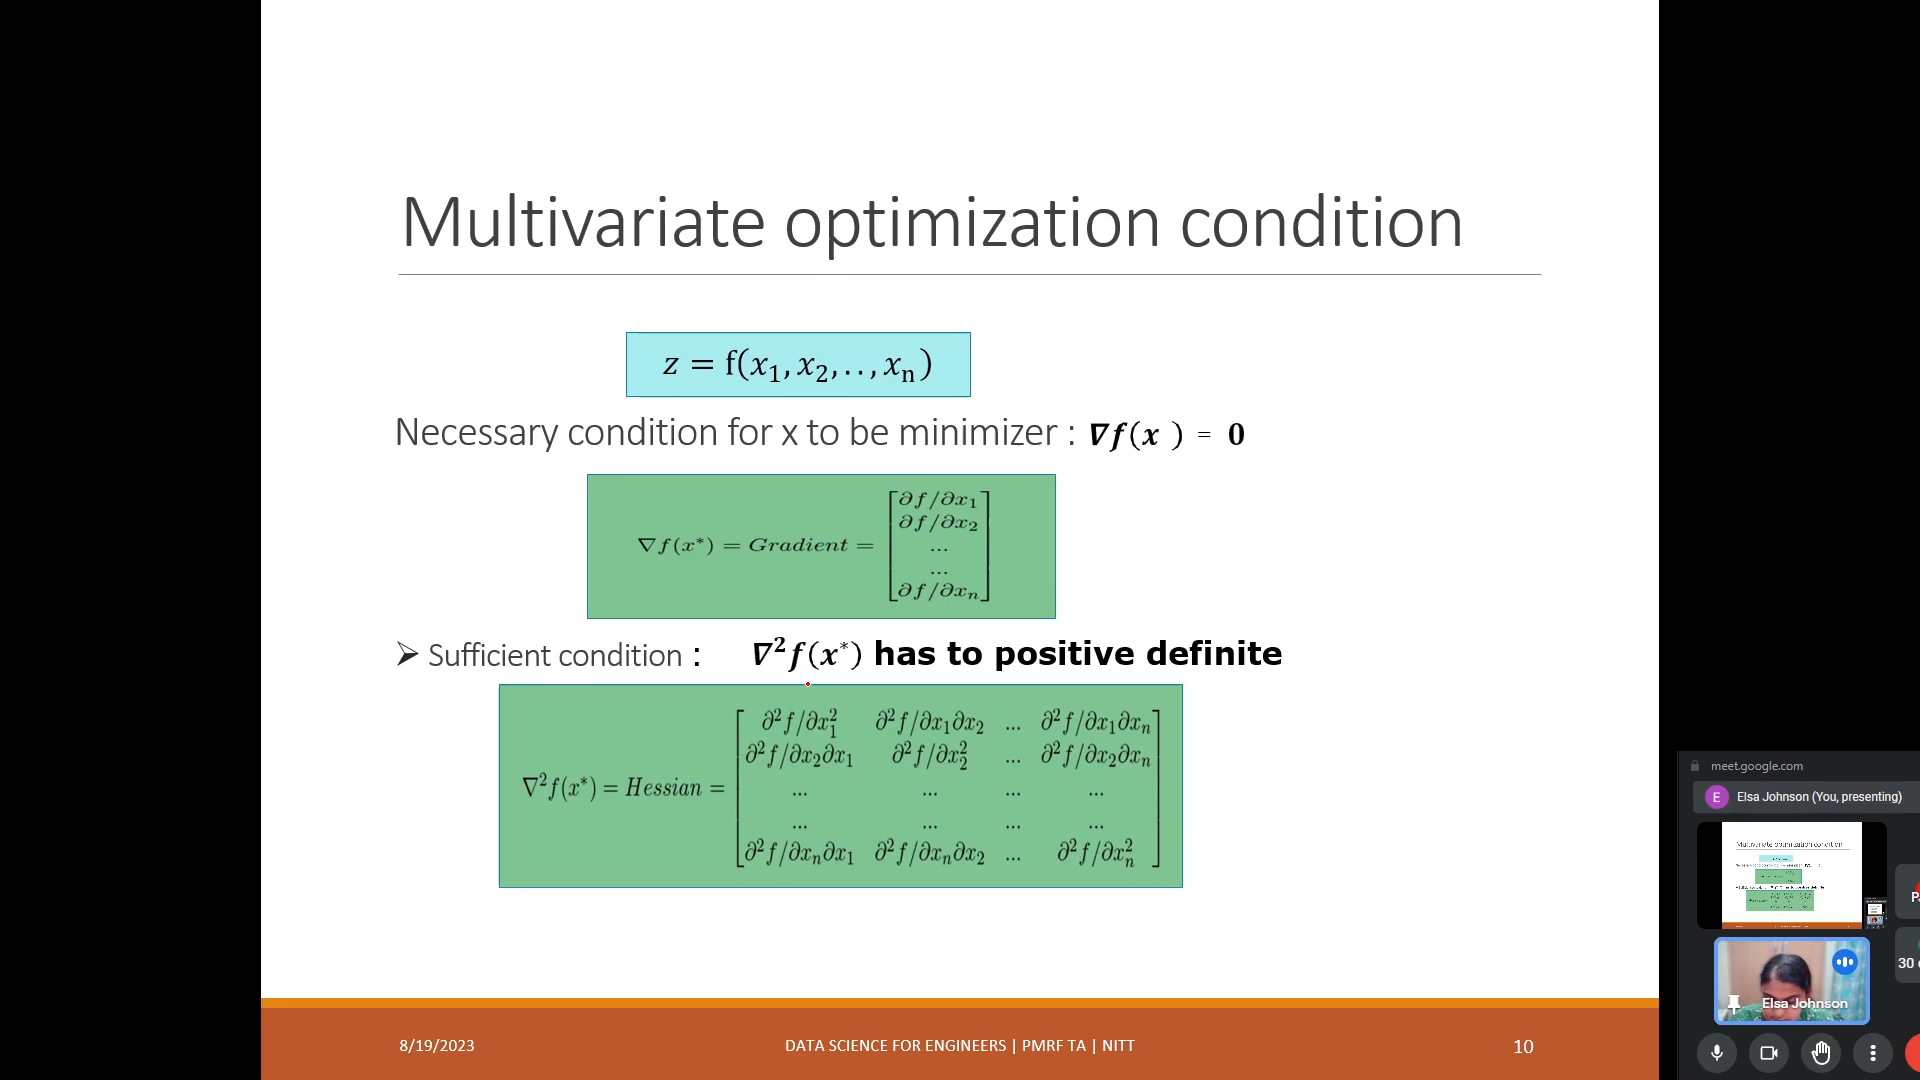 Multivariate optimization condition
z = f(x₁, x₂, . . , xₙ)
Necessary condition for x to be minimizer : ∇f(x ) = 0
∇f(x*) = Gradient = [∂f/∂x₁
∂f/∂x₂
...
...
∂f/∂xₙ]
➢ Sufficient condition : ∇²f(x*) has to positive definite
∇²f(x*) = Hessian = [∂²f/∂x₁² ∂²f/∂x₁∂x₂ ... ∂²f/∂x₁∂xₙ
∂²f/∂x₂∂x₁ ∂²f/∂x₂² ... ∂²f/∂x₂∂xₙ
... ... ... ...
... ... ... ...
∂²f/∂xₙ∂x₁ ∂²f/∂xₙ∂x₂ ... ∂²f/∂xₙ²]
8/19/2023 DATA SCIENCE FOR ENGINEERS | PMRF TA | NITT 10
meet.google.com
E Elsa Johnson (You, presenting)
Multivariate optimization condition
30
Elsa Johnson